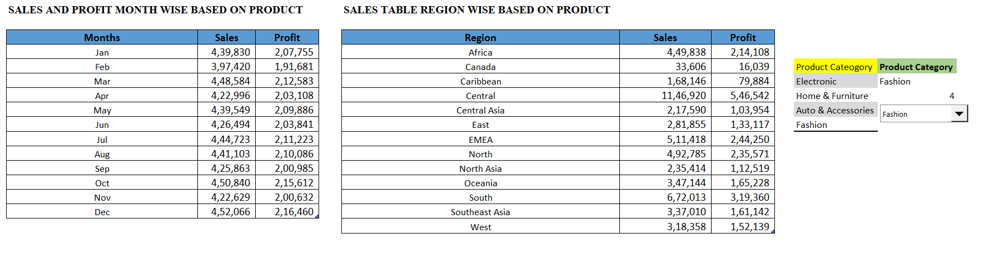 SALES AND PROFIT MONTH WISE BASED ON PRODUCT
Months Sales Profit
Jan 4,39,830 2,07,755
Feb 3,97,420 1,91,681
Mar 4,48,584 2,12,583
Apr 4,22,996 2,03,108
May 4,39,549 2,09,886
Jun 4,26,494 2,03,841
Jul 4,44,723 2,11,223
Aug 4,41,103 2,10,086
Sep 4,25,863 2,00,985
Oct 4,50,840 2,15,612
Nov 4,22,629 2,00,632
Dec 4,52,066 2,16,460
SALES TABLE REGION WISE BASED ON PRODUCT
Region Sales Profit
Africa 4,49,838 2,14,108
Canada 33,606 16,039
Caribbean 1,68,146 79,884
Central 11,46,920 5,46,542
Central Asia 2,17,590 1,03,954
East 2,81,855 1,33,117
EMEA 5,11,418 2,44,250
North 4,92,785 2,35,571
North Asia 2,35,414 1,12,519
Oceania 3,47,144 1,65,228
South 6,72,013 3,19,360
Southeast Asia 3,37,010 1,61,142
West 3,18,358 1,52,139
Product Cateogory Product Category
Electronic Fashion
Home & Furniture 4
Auto & Accessories Fashion
Fashion